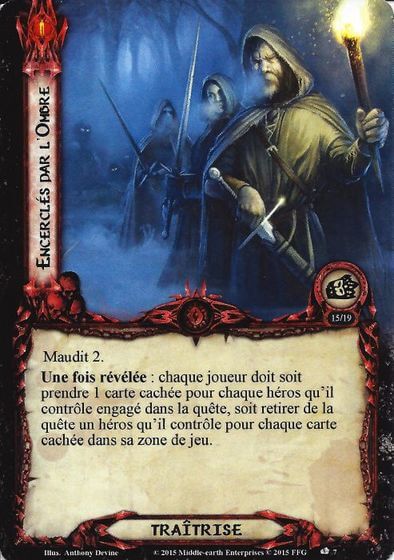 Encerclés par l'Ombre
15/19
Maudit 2.
Une fois révélée : chaque joueur doit soit
prendre 1 carte cachée pour chaque héros qu'il
contrôle engagé dans la quête, soit retirer de la
quête un héros qu'il contrôle pour chaque carte
cachée dans sa zone de jeu.
TRAÎTRISE
Illus. Anthony Devine © 2015 Middle-earth Enterprises © 2015 FFG 7